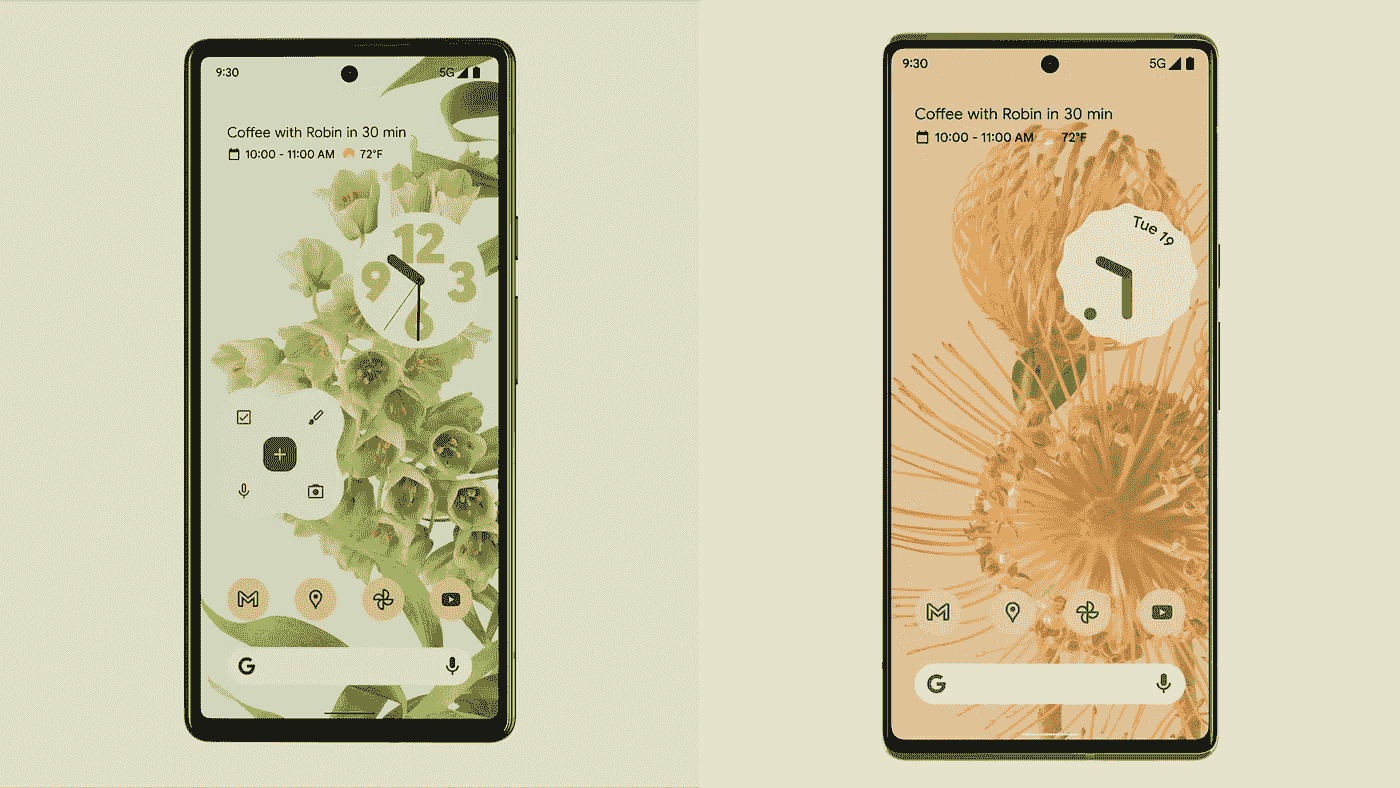 9:30 5G
Coffee with Robin in 30 min
10:00 - 11:00 AM 72°F
12
9 3
6
G
9:30 5G
Coffee with Robin in 30 min
10:00 - 11:00 AM 72°F
Tue 19
G